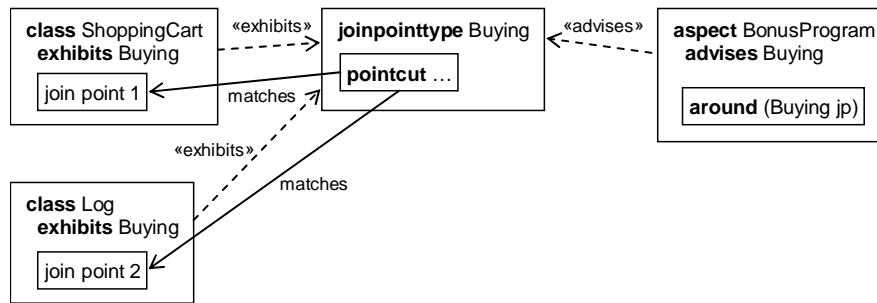 class ShoppingCart
exhibits Buying
join point 1
«exhibits»
joinpointtype Buying
pointcut …
«advises»
aspect BonusProgram
advises Buying
around (Buying jp)
matches
«exhibits»
matches
class Log
exhibits Buying
join point 2